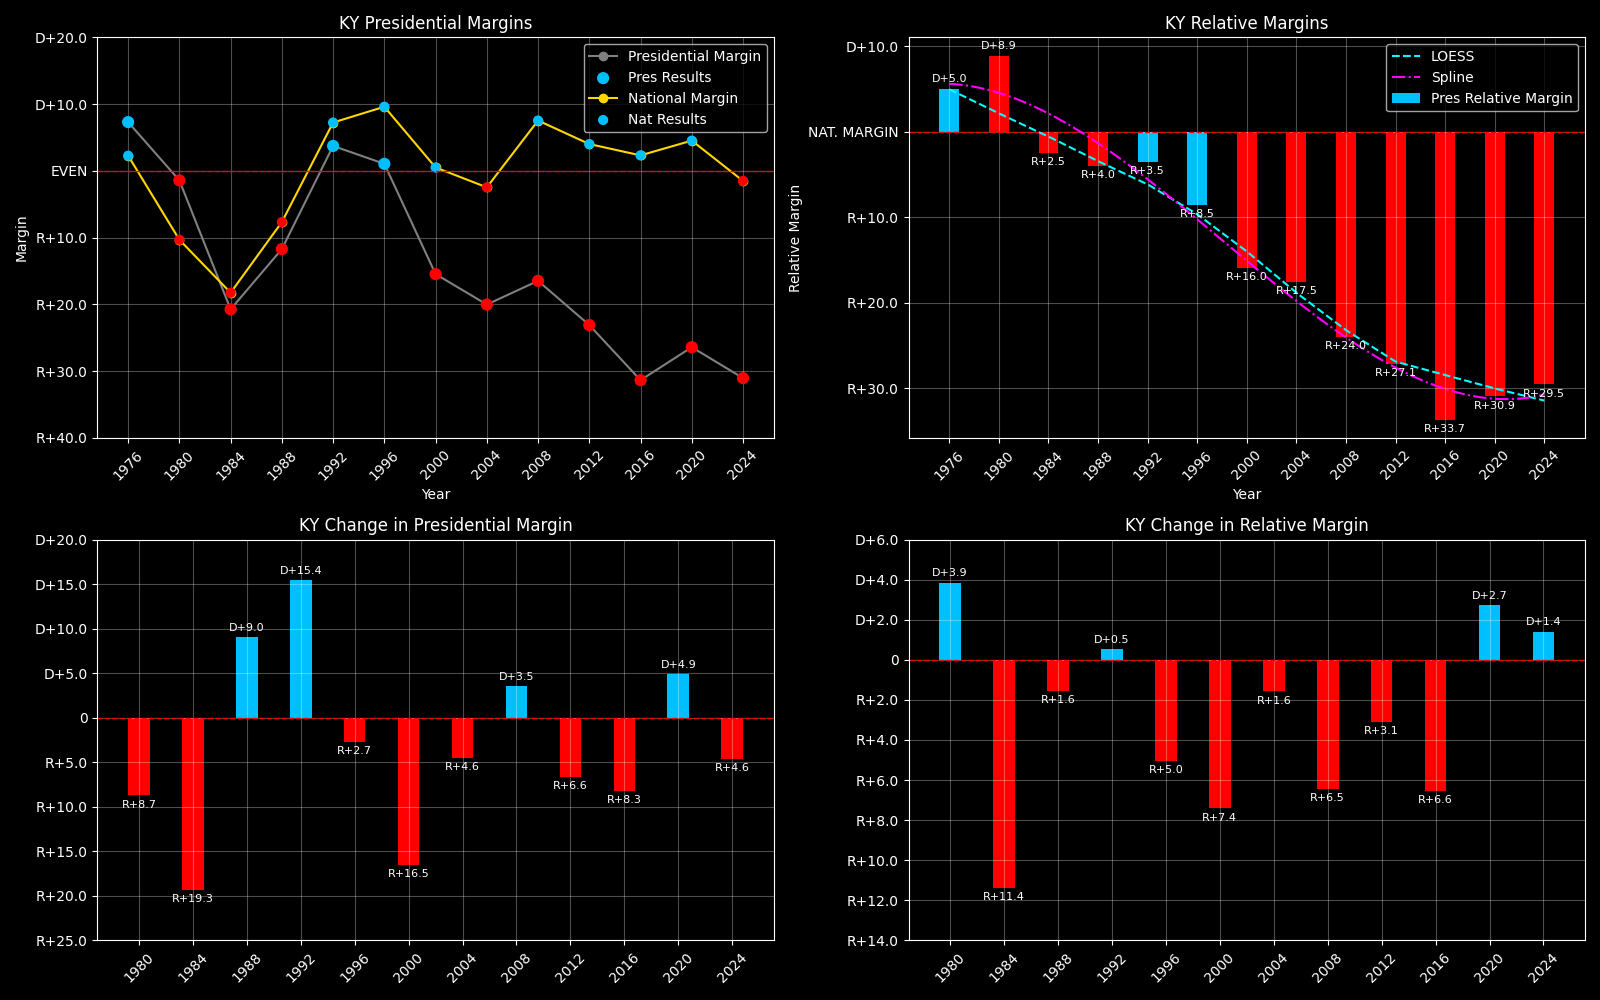 KY Presidential Margins
D+20.0
D+10.0
EVEN
R+10.0
R+20.0
R+30.0
R+40.0
Margin
Presidential Margin
Pres Results
National Margin
Nat Results
1976
1980
1984
1988
1992
1996
2000
2004
2008
2012
2016
2020
2024
Year
KY Relative Margins
D+10.0
NAT. MARGIN
R+10.0
R+20.0
R+30.0
Relative Margin
LOESS
Spline
Pres Relative Margin
D+5.0
D+8.9
R+2.5
R+4.0
R+3.5
R+8.5
R+16.0
R+17.5
R+24.0
R+27.1
R+33.7
R+30.9
R+29.5
1976
1980
1984
1988
1992
1996
2000
2004
2008
2012
2016
2020
2024
Year
KY Change in Presidential Margin
D+20.0
D+15.0
D+10.0
D+5.0
0
R+5.0
R+10.0
R+15.0
R+20.0
R+25.0
R+8.7
R+19.3
D+9.0
D+15.4
R+2.7
R+16.5
R+4.6
D+3.5
R+6.6
R+8.3
D+4.9
R+4.6
1980
1984
1988
1992
1996
2000
2004
2008
2012
2016
2020
2024
KY Change in Relative Margin
D+6.0
D+4.0
D+2.0
0
R+2.0
R+4.0
R+6.0
R+8.0
R+10.0
R+12.0
R+14.0
D+3.9
R+11.4
R+1.6
D+0.5
R+5.0
R+7.4
R+1.6
R+6.5
R+3.1
R+6.6
D+2.7
D+1.4
1980
1984
1988
1992
1996
2000
2004
2008
2012
2016
2020
2024